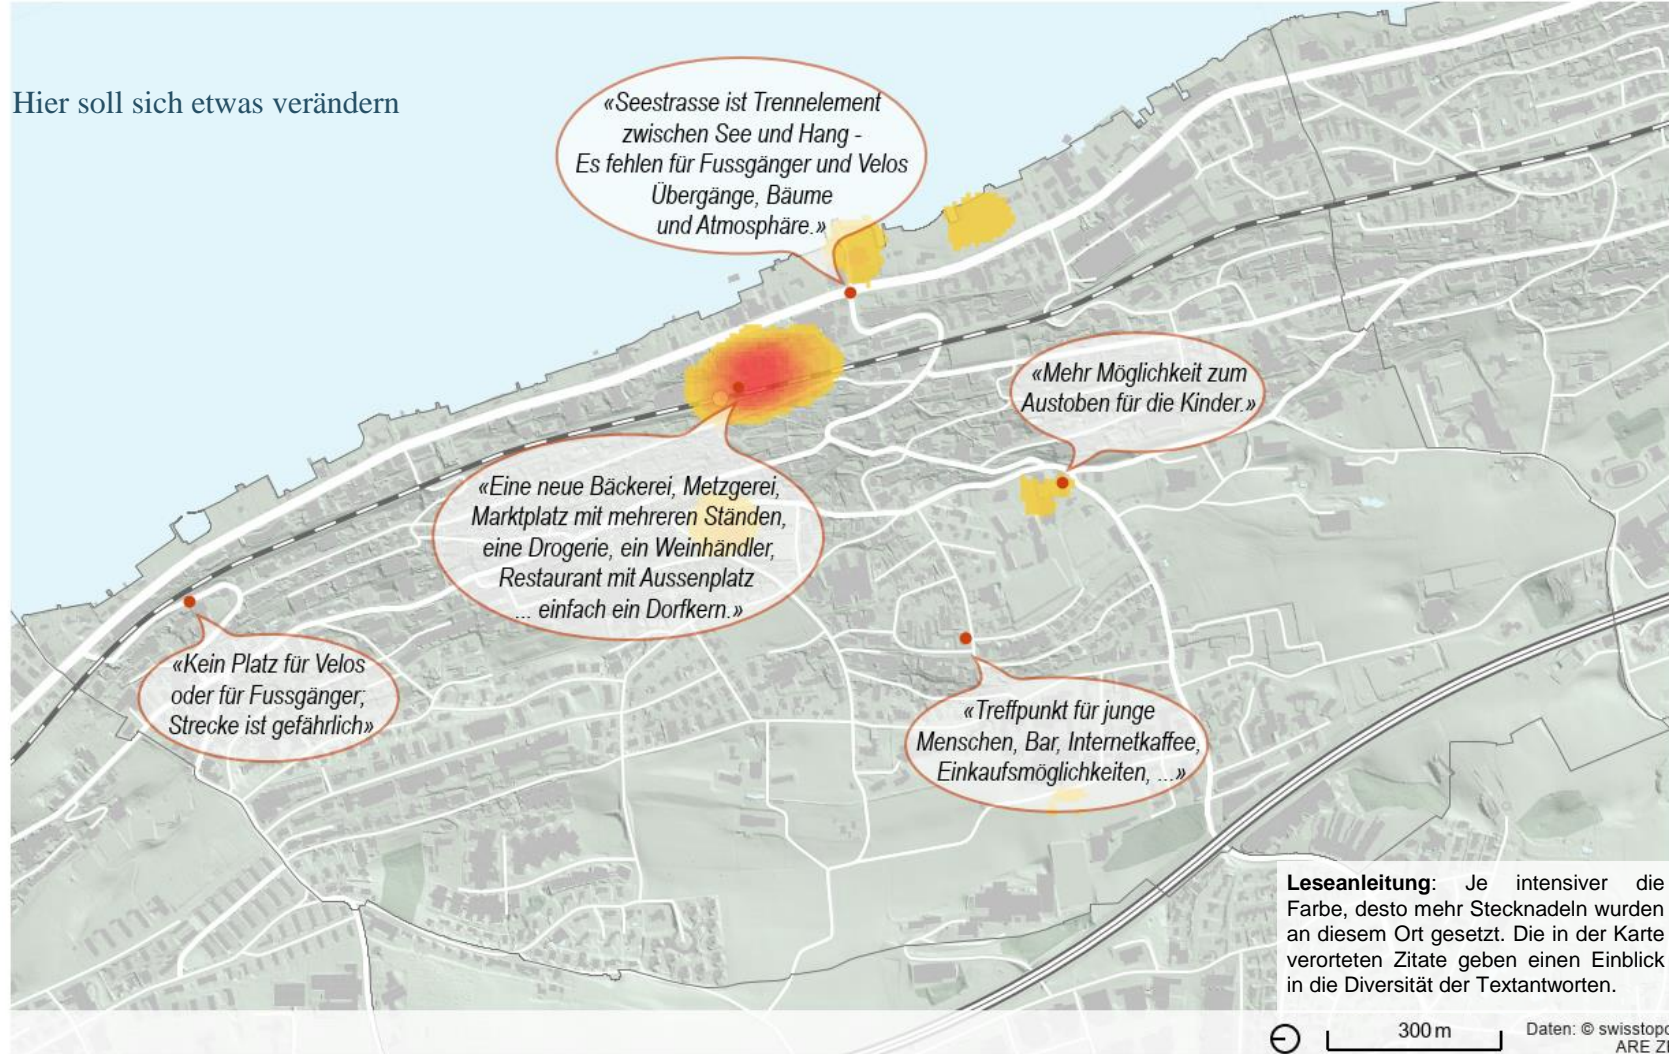 Hier soll sich etwas verändern
«Seestrasse ist Trennelement
zwischen See und Hang -
Es fehlen für Fussgänger und Velos
Übergänge, Bäume
und Atmosphäre.»
«Mehr Möglichkeit zum
Austoben für die Kinder.»
«Eine neue Bäckerei, Metzgerei,
Marktplatz mit mehreren Ständen,
eine Drogerie, ein Weinhändler,
Restaurant mit Aussenplatz
... einfach ein Dorfkern.»
«Kein Platz für Velos
oder für Fussgänger;
Strecke ist gefährlich»
«Treffpunkt für junge
Menschen, Bar, Internetkaffee,
Einkaufsmöglichkeiten, ...»
Leseanleitung: Je intensiver die
Farbe, desto mehr Stecknadeln wurden
an diesem Ort gesetzt. Die in der Karte
verorteten Zitate geben einen Einblick
in die Diversität der Textantworten.
300 m
Daten: © swisstopo
ARE